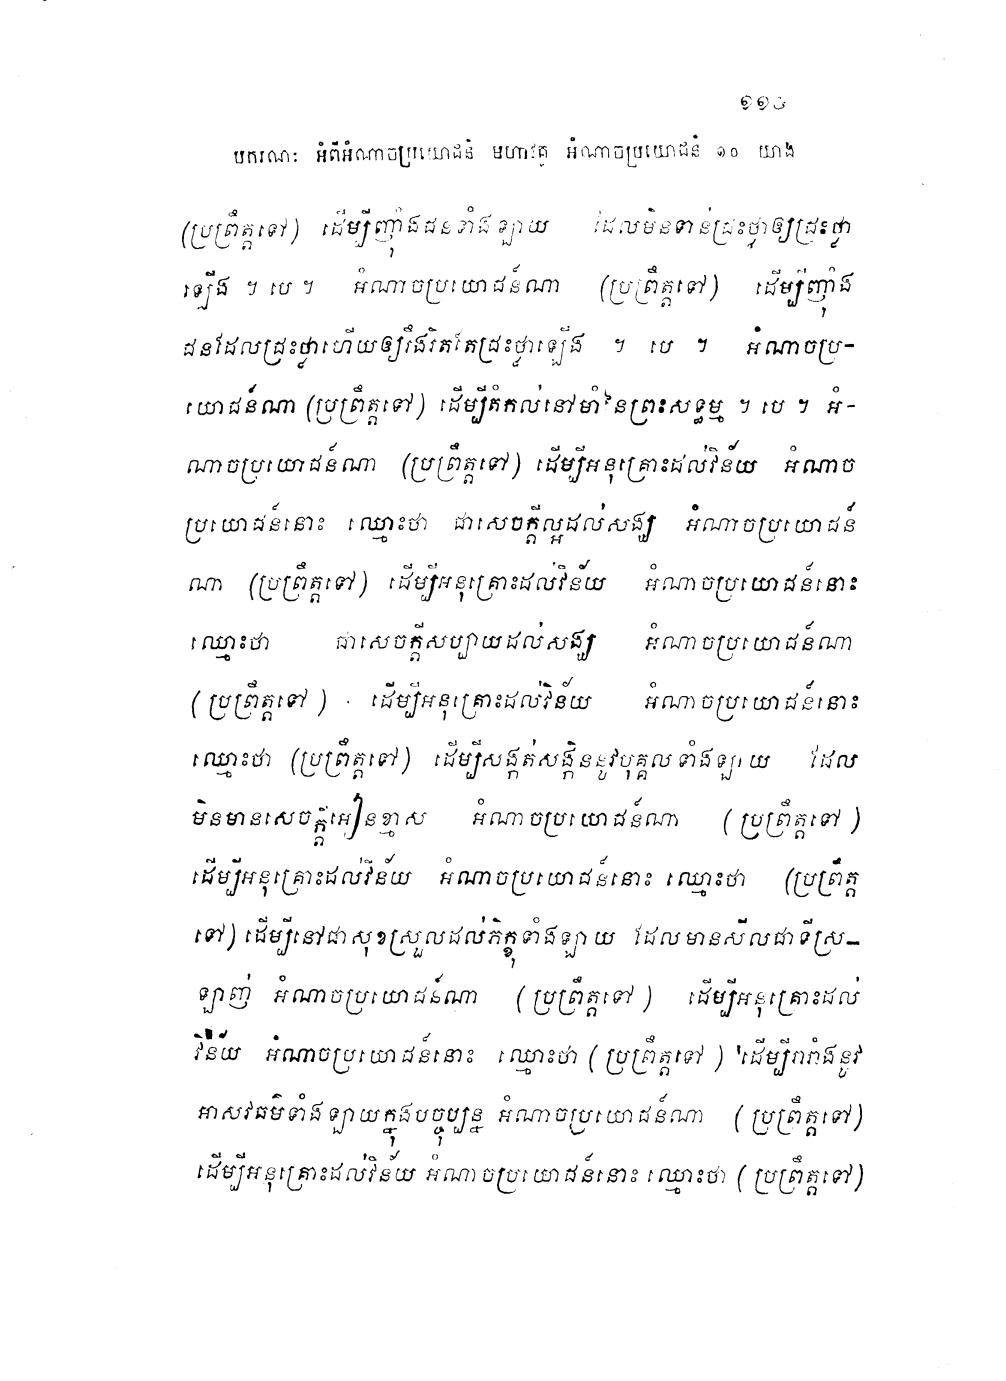 ១១៦
បករណៈ អំពីអំណាចប្រយោជន៍ មហាវគ្គ អំណាចប្រយោជន៍ ១០ យាង
(ប្រព្រឹត្តទៅ) ដើម្បីញ៉ាំងជនទាំងឡាយ ដែលមិនទាន់ជ្រះថ្លាឲ្យជ្រះថ្លា
ឡើង ។ បេ ។ អំណាចប្រយោជន៍ណា (ប្រព្រឹត្តទៅ) ដើម្បីញ៉ាំង
ជនដែលជ្រះថ្លាហើយឲ្យរឹងរិតតែជ្រះថ្លាឡើង ។ បេ ។ អំណាចប្រ-
យោជន៍ណា (ប្រព្រឹត្តទៅ) ដើម្បីតំកល់នៅមាំនៃព្រះសទ្ធម្ម ។ បេ ។ អំ-
ណាចប្រយោជន៍ណា (ប្រព្រឹត្តទៅ) ដើម្បីអនុគ្រោះដល់វិន័យ អំណាច
ប្រយោជន៍នោះ ឈ្មោះថា ជាសេចក្តីល្អដល់សង្ឃ អំណាចប្រយោជន៍
ណា (ប្រព្រឹត្តទៅ) ដើម្បីអនុគ្រោះដល់វិន័យ អំណាចប្រយោជន៍នោះ
ឈ្មោះថា ជាសេចក្តីសប្បាយដល់សង្ឃ អំណាចប្រយោជន៍ណា
(ប្រព្រឹត្តទៅ) ដើម្បីអនុគ្រោះដល់វិន័យ អំណាចប្រយោជន៍នោះ
ឈ្មោះថា (ប្រព្រឹត្តទៅ) ដើម្បីសង្កត់សង្កិននូវបុគ្គលទាំងឡាយ ដែល
មិនមានសេចក្តីអៀនខ្មាស អំណាចប្រយោជន៍ណា (ប្រព្រឹត្តទៅ)
ដើម្បីអនុគ្រោះដល់វិន័យ អំណាចប្រយោជន៍នោះ ឈ្មោះថា (ប្រព្រឹត្ត
ទៅ) ដើម្បីនៅជាសុខស្រួលដល់ភិក្ខុទាំងឡាយ ដែលមានសីលជាទីស្រ-
ឡាញ់ អំណាចប្រយោជន៍ណា (ប្រព្រឹត្តទៅ) ដើម្បីអនុគ្រោះដល់
វិន័យ អំណាចប្រយោជន៍នោះ ឈ្មោះថា (ប្រព្រឹត្តទៅ) ដើម្បីរារាំងនូវ
អាសវធម៌ទាំងឡាយក្នុងបច្ចុប្បន្ន អំណាចប្រយោជន៍ណា (ប្រព្រឹត្តទៅ)
ដើម្បីអនុគ្រោះដល់វិន័យ អំណាចប្រយោជន៍នោះ ឈ្មោះថា (ប្រព្រឹត្តទៅ)